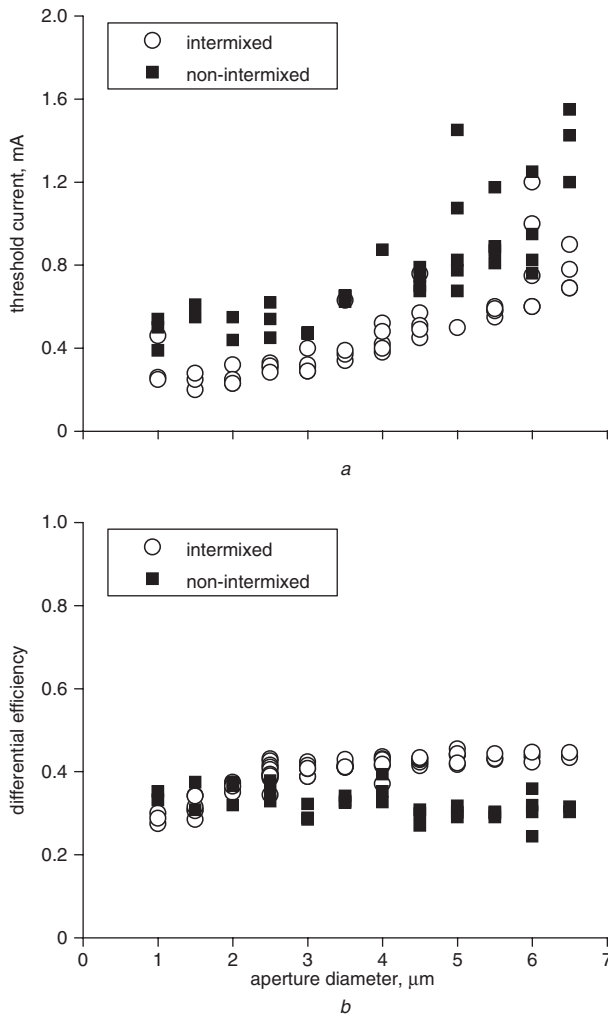 2.0
intermixed
non-intermixed
1.6
1.2
0.8
0.4
0
threshold current, mA
a
1.0
intermixed
non-intermixed
0.8
0.6
0.4
0.2
0
differential efficiency
0 1 2 3 4 5 6 7
aperture diameter, μm
b